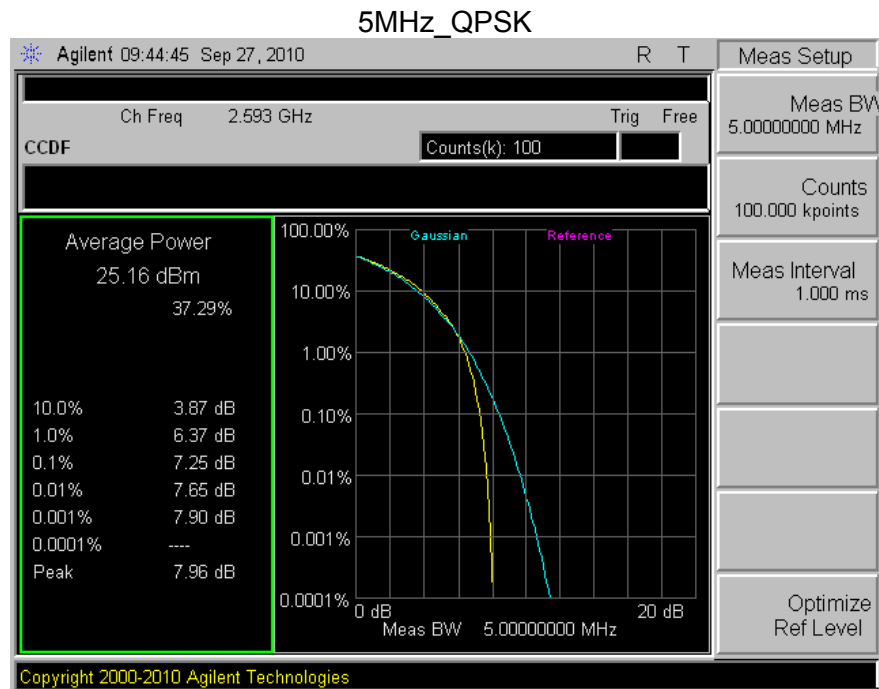 5MHz_QPSK
Agilent 09:44:45 Sep 27, 2010 R T
Meas Setup
Ch Freq 2.593 GHz Trig Free
CCDF Counts(k): 100
Meas BW
5.00000000 MHz
Counts
100.000 kpoints
Meas Interval
1.000 ms
Optimize
Ref Level
Average Power
25.16 dBm
37.29%
10.0% 3.87 dB
1.0% 6.37 dB
0.1% 7.25 dB
0.01% 7.65 dB
0.001% 7.90 dB
0.0001% ----
Peak 7.96 dB
Gaussian Reference
100.00%
10.00%
1.00%
0.10%
0.01%
0.001%
0.0001%
0 dB 20 dB
Meas BW 5.00000000 MHz
Copyright 2000-2010 Agilent Technologies